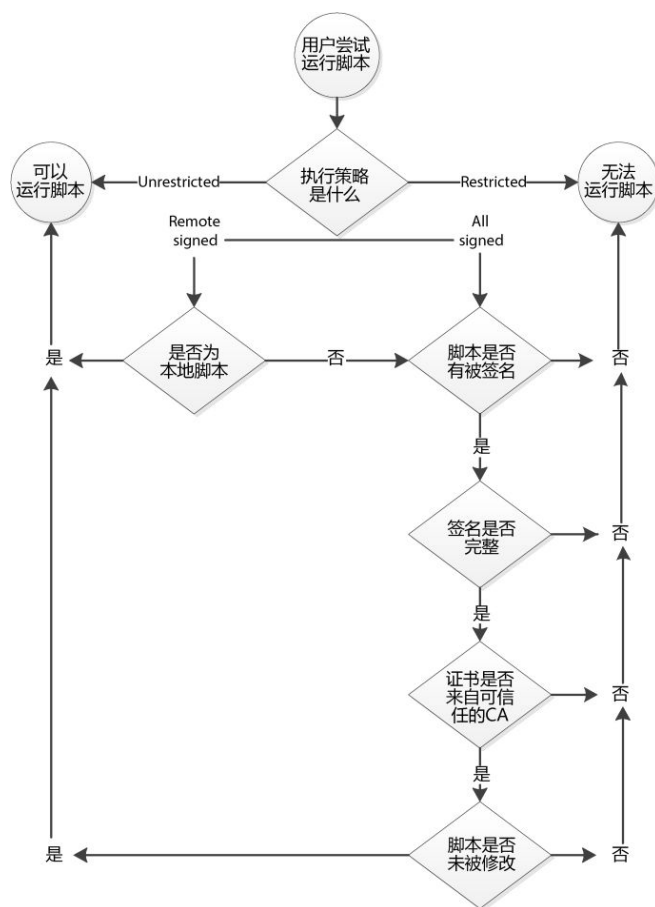 用户尝试
运行脚本
可以
运行脚本
Unrestricted
执行策略
是什么
Restricted
无法
运行脚本
Remote
signed
All
signed
是
是否为
本地脚本
否
脚本是否
有被签名
否
是
签名是否
完整
否
是
证书是否
来自可信
任的CA
否
是
是
脚本是否
未被修改
否